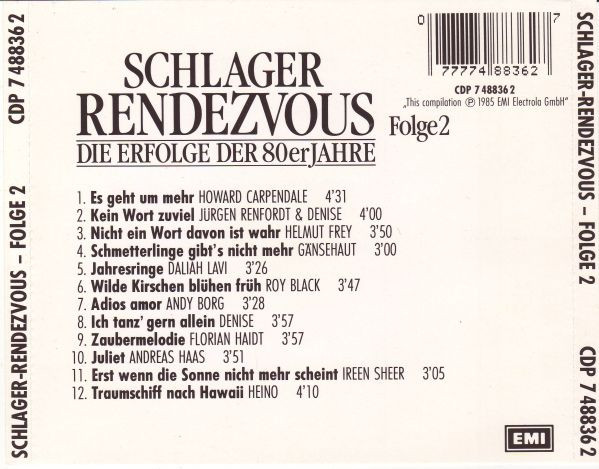 CDP 7 48836 2
SCHLAGER-RENDEZVOUS – FOLGE 2
SCHLAGER
RENDEZVOUS
Folge 2
DIE ERFOLGE DER 80er JAHRE
0 77774 88362 7
CDP 7 48836 2
„This compilation ℗ 1985 EMI Electrola GmbH"
1. Es geht um mehr HOWARD CARPENDALE 4'31
2. Kein Wort zuviel JÜRGEN RENFORDT & DENISE 4'00
3. Nicht ein Wort davon ist wahr HELMUT FREY 3'50
4. Schmetterlinge gibt's nicht mehr GÄNSEHAUT 3'00
5. Jahresringe DALIAH LAVI 3'26
6. Wilde Kirschen blühen früh ROY BLACK 3'47
7. Adios amor ANDY BORG 3'28
8. Ich tanz' gern allein DENISE 3'57
9. Zaubermelodie FLORIAN HAIDT 3'57
10. Juliet ANDREAS HAAS 3'51
11. Erst wenn die Sonne nicht mehr scheint IREEN SHEER 3'05
12. Traumschiff nach Hawaii HEINO 4'10
EMI
SCHLAGER-RENDEZVOUS – FOLGE 2
CDP 7 48836 2